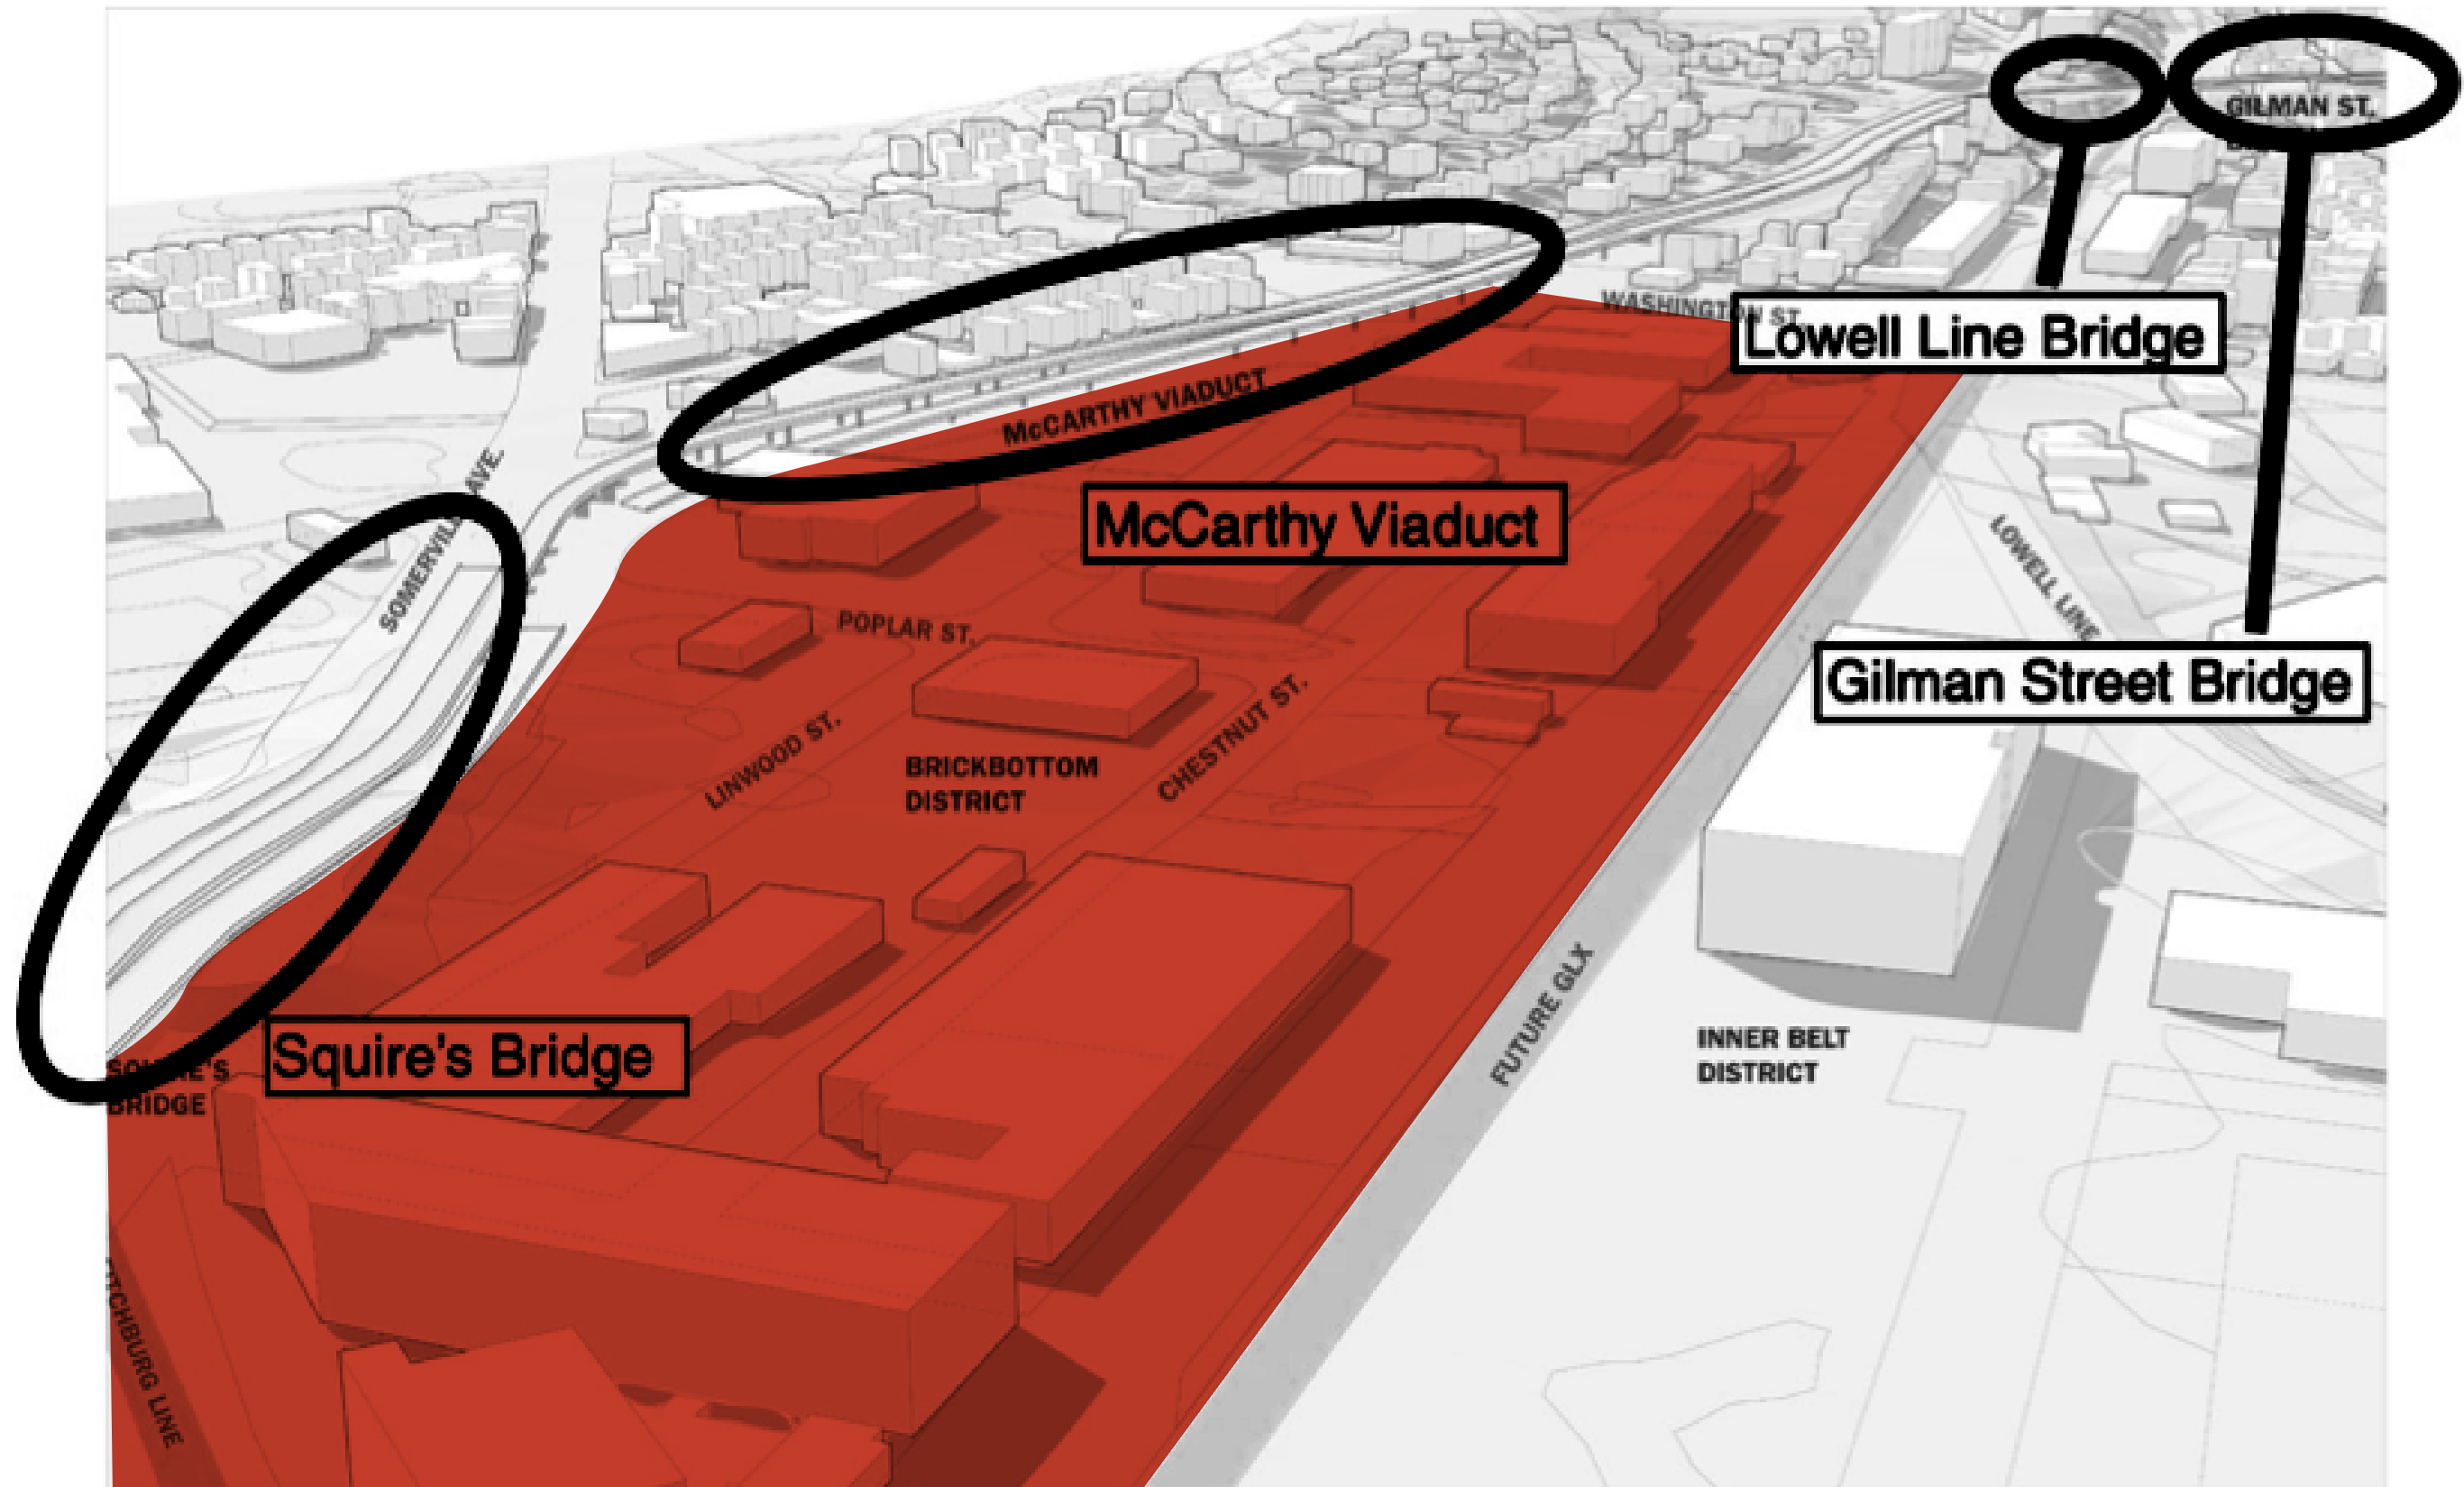 GILMAN ST.
WASHINGTON ST.
Lowell Line Bridge
McCARTHY VIADUCT
SOMERVILLE AVE.
McCarthy Viaduct
LOWELL LINE
POPLAR ST.
Gilman Street Bridge
LINWOOD ST.
CHESTNUT ST.
BRICKBOTTOM
DISTRICT
FUTURE GLX
Squire's Bridge
INNER BELT
DISTRICT
SQUIRE'S
BRIDGE
FITCHBURG LINE